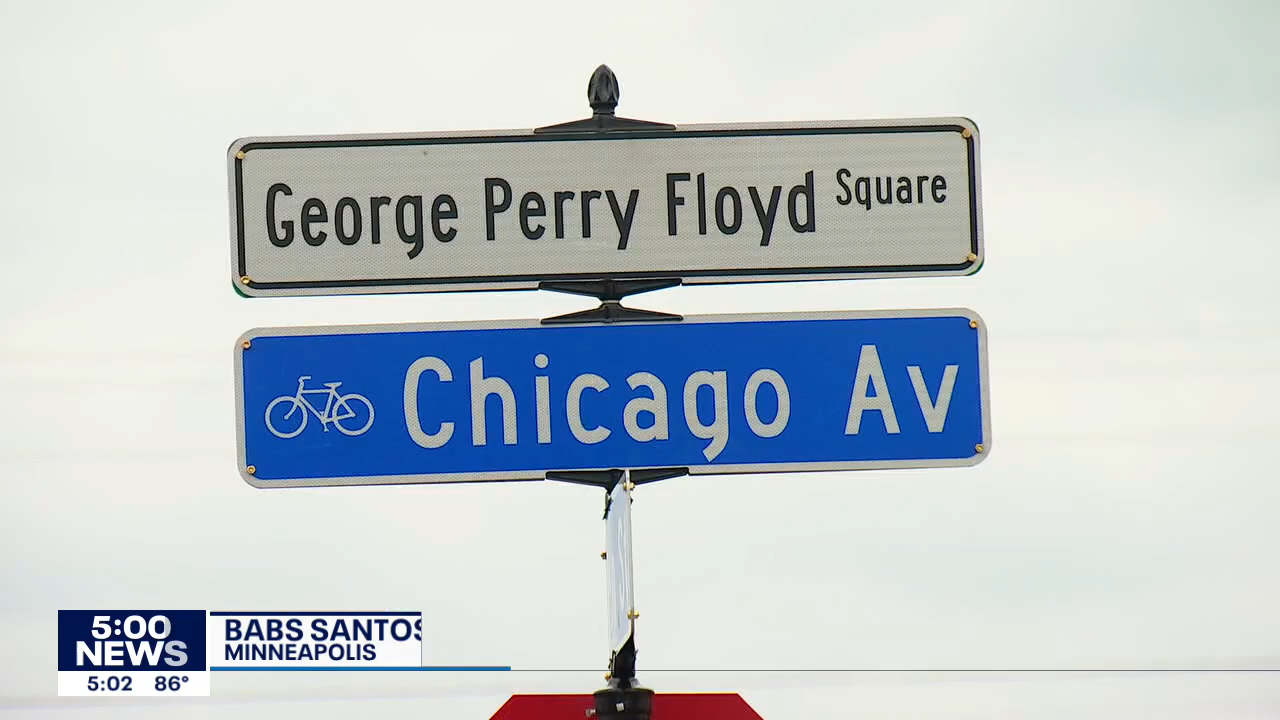 George Perry Floyd Square
Chicago Av
5:00
NEWS
BABS SANTOS
MINNEAPOLIS
5:02 86°